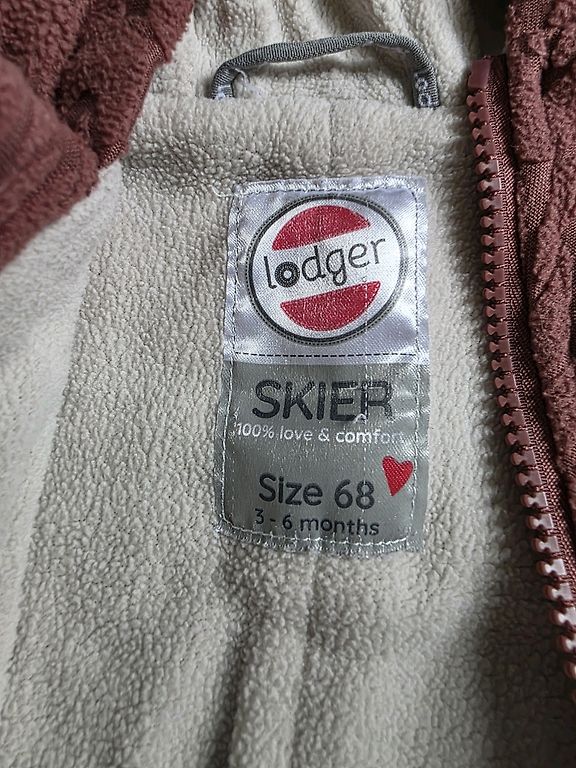 lodger
SKIER
100% love & comfort
Size 68
3 - 6 months